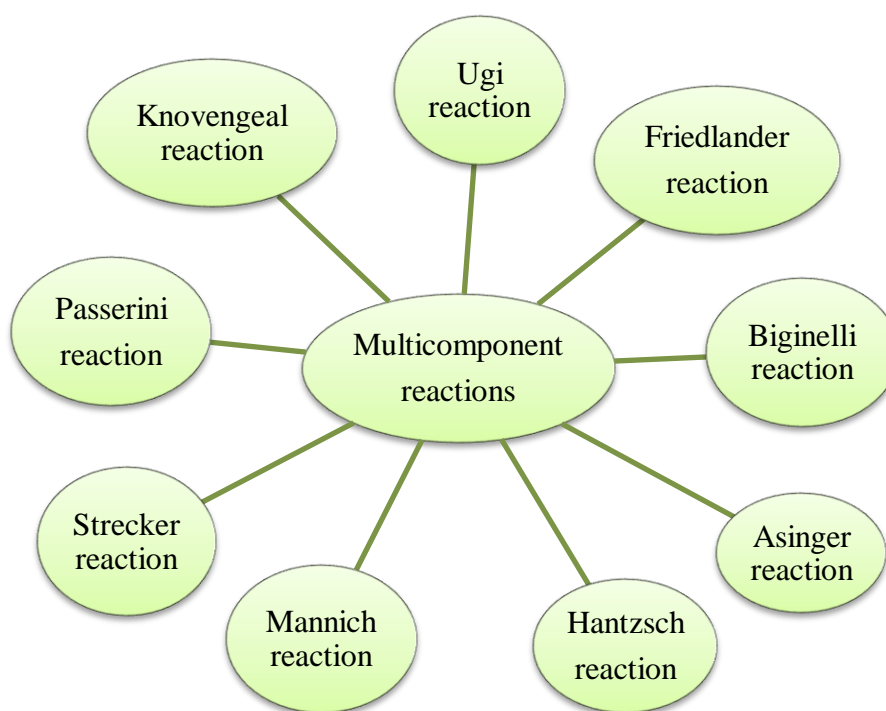 Ugi
reaction
Knovengeal
reaction
Friedlander
reaction
Passerini
reaction
Multicomponent
reactions
Biginelli
reaction
Strecker
reaction
Asinger
reaction
Mannich
reaction
Hantzsch
reaction